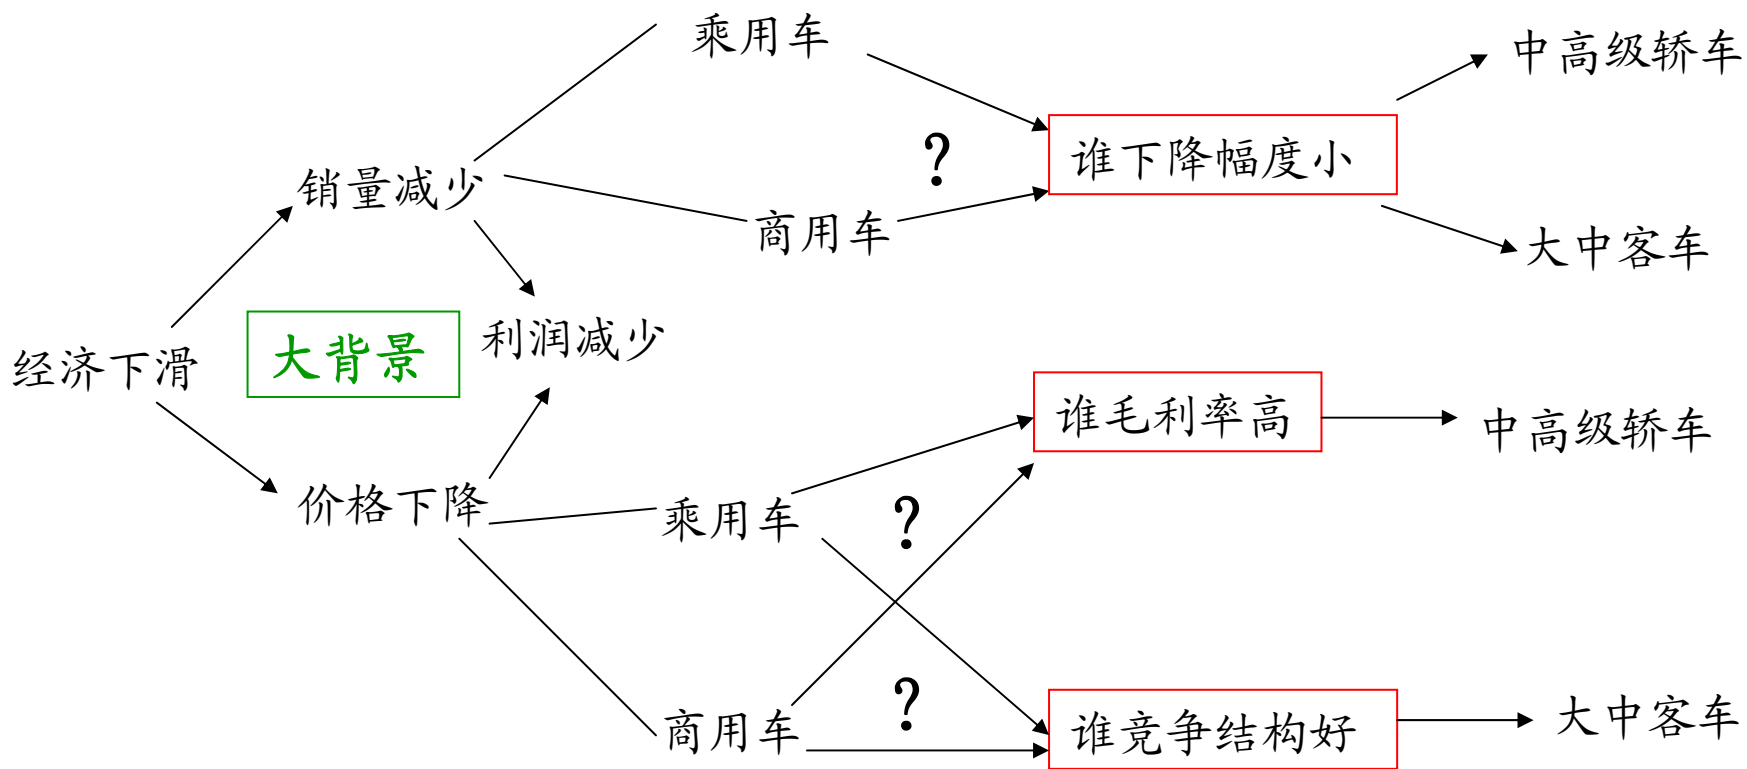 乘用车
中高级轿车
?
谁下降幅度小
销量减少
商用车
大中客车
大背景
利润减少
经济下滑
谁毛利率高
中高级轿车
价格下降
乘用车
?
?
商用车
谁竞争结构好
大中客车